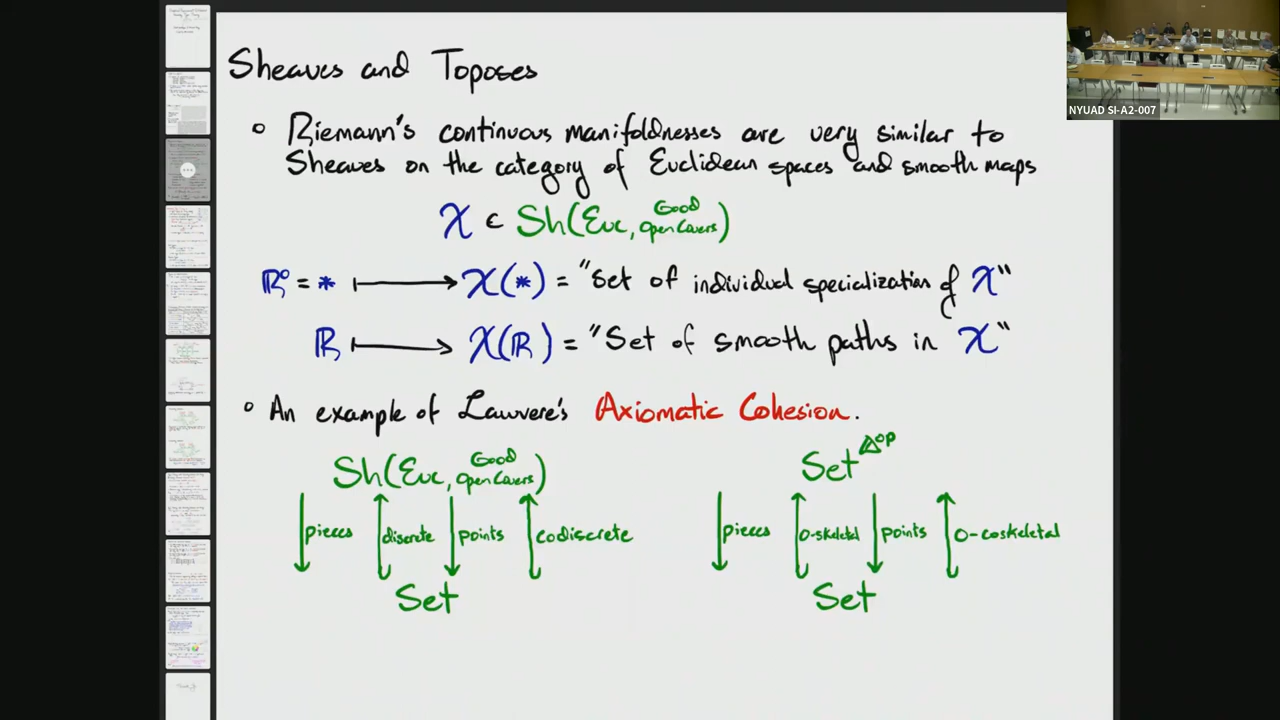 Sheaves and Toposes
NYUAD SI-A2-007
• Riemann's continuous manifoldnesses are very similar to
Sheaves on the category of Euclidean spaces and smooth maps
X ∈ Sh(Euc, Good Open Covers)
ℝ⁰ = * ⟼ X(*) = "Set of individual specialization of X"
ℝ ⟼ X(ℝ) = "Set of smooth paths in X"
• An example of Lawvere's Axiomatic Cohesion.
Sh(Euc, Good Open Covers) Set^Δ^op
pieces discrete points codiscrete pieces 0-skeletal points 0-coskeletal
Set Set